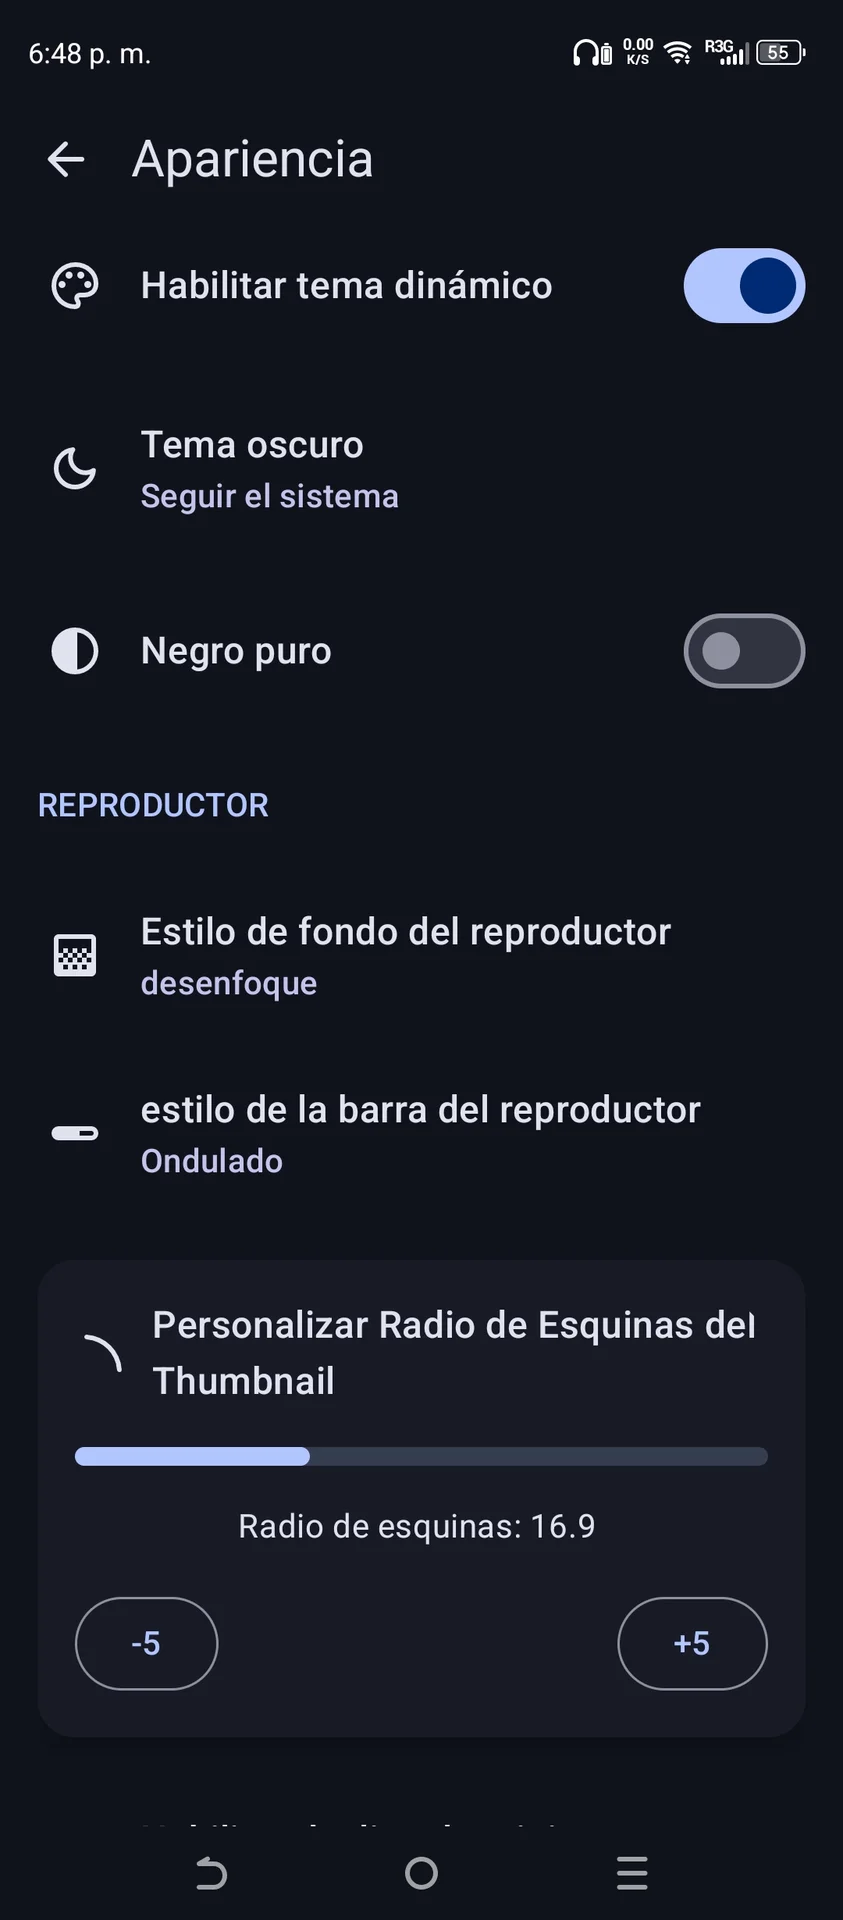 6:48 p. m.
0.00
K/S
R3G
55
Apariencia
Habilitar tema dinámico
Tema oscuro
Seguir el sistema
Negro puro
REPRODUCTOR
Estilo de fondo del reproductor
desenfoque
estilo de la barra del reproductor
Ondulado
Personalizar Radio de Esquinas del
Thumbnail
Radio de esquinas: 16.9
-5
+5